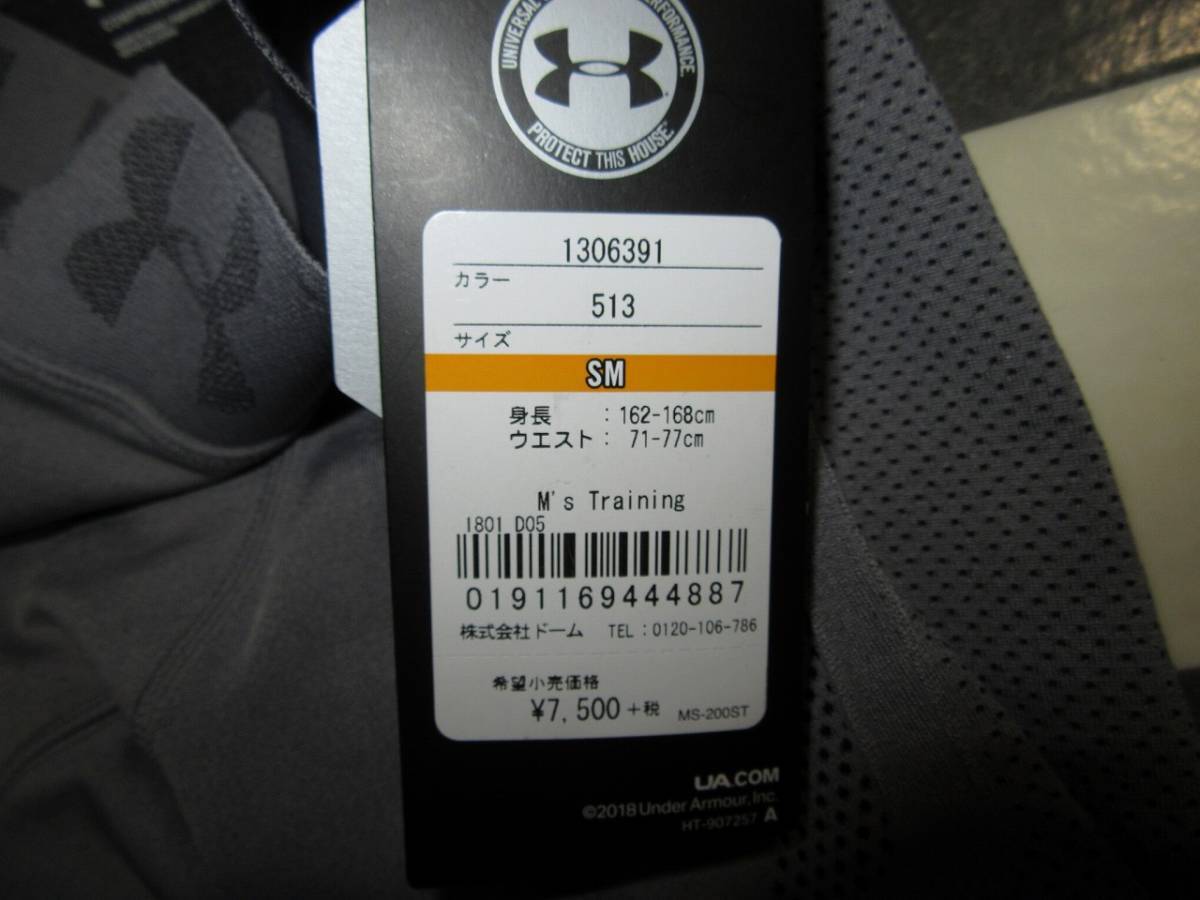 UNIVERSAL PERFORMANCE.
PROTECT THIS HOUSE
1306391
カラー
513
サイズ
SM
身長 : 162-168cm
ウエスト : 71-77cm
M's Training
1801 D05
0191169444887
株式会社ドーム TEL : 0120-106-786
希望小売価格
¥7,500 +税 MS-200ST
UA.COM
©2018 Under Armour, Inc.
HT-907257 A